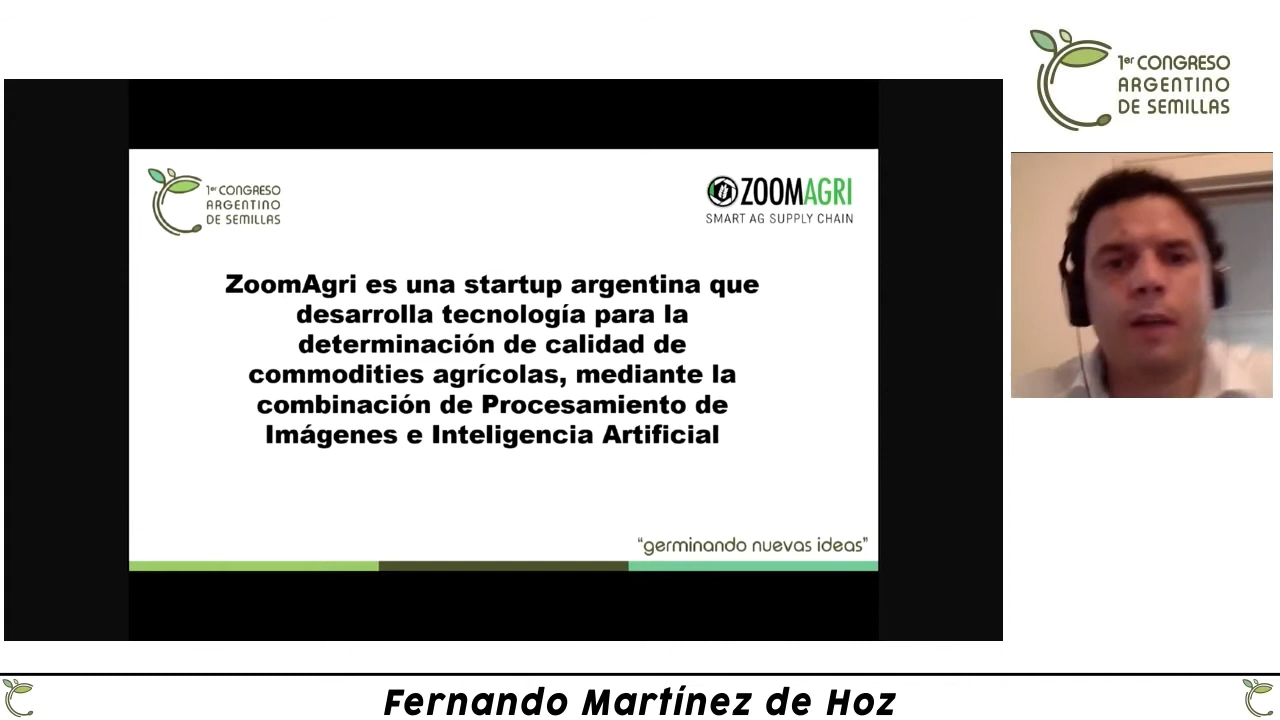 1er CONGRESO
ARGENTINO
DE SEMILLAS
1er CONGRESO
ARGENTINO
DE SEMILLAS
ZOOMAGRI
SMART AG SUPPLY CHAIN
ZoomAgri es una startup argentina que
desarrolla tecnología para la
determinación de calidad de
commodities agrícolas, mediante la
combinación de Procesamiento de
Imágenes e Inteligencia Artificial
“germinando nuevas ideas”
Fernando Martínez de Hoz